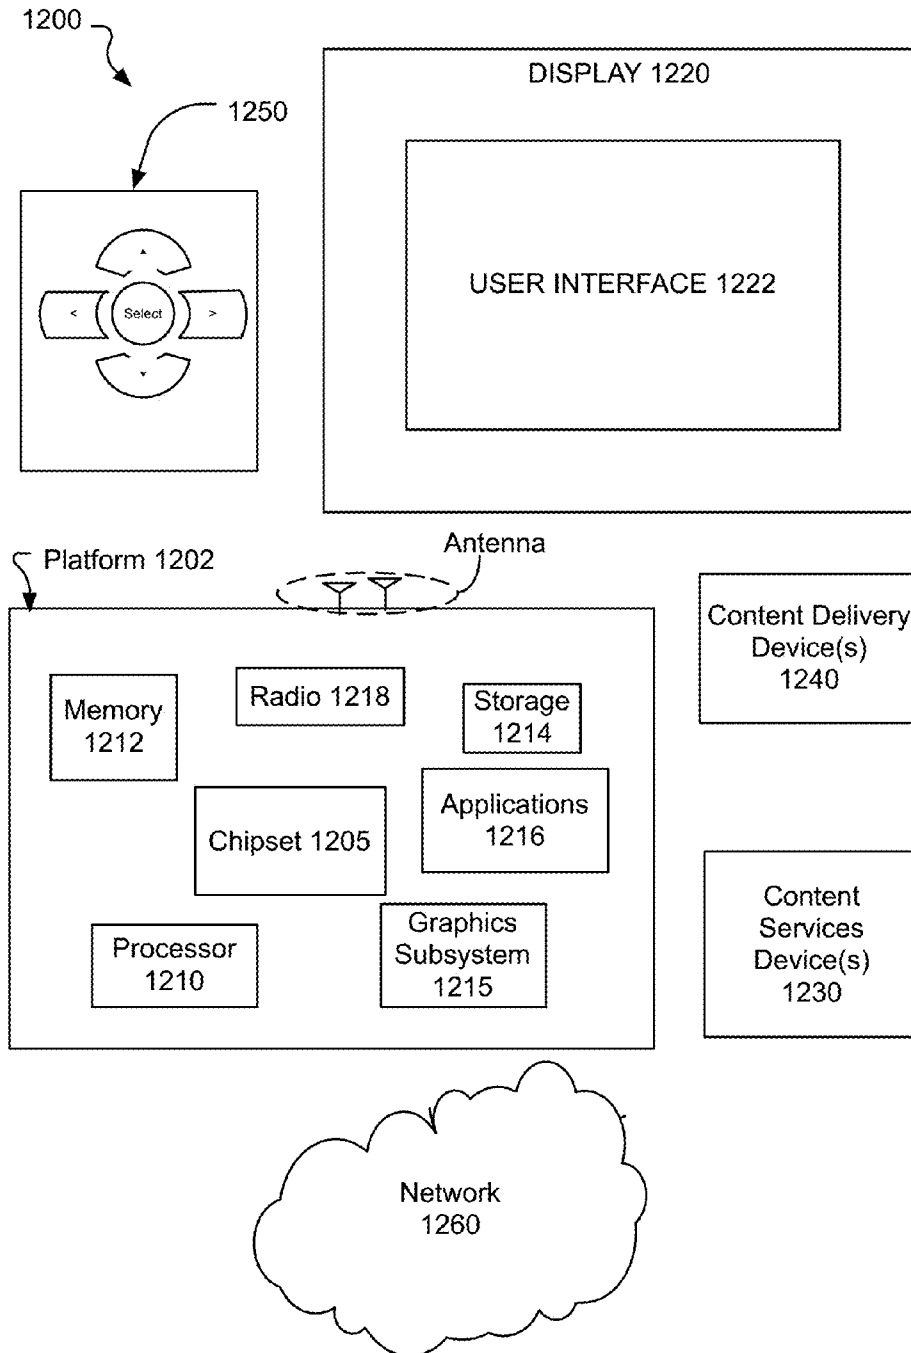 1200
1250
DISPLAY 1220
USER INTERFACE 1222
<
Select
>
Platform 1202
Antenna
Memory
1212
Radio 1218
Storage
1214
Chipset 1205
Applications
1216
Processor
1210
Graphics
Subsystem
1215
Content Delivery
Device(s)
1240
Content
Services
Device(s)
1230
Network
1260